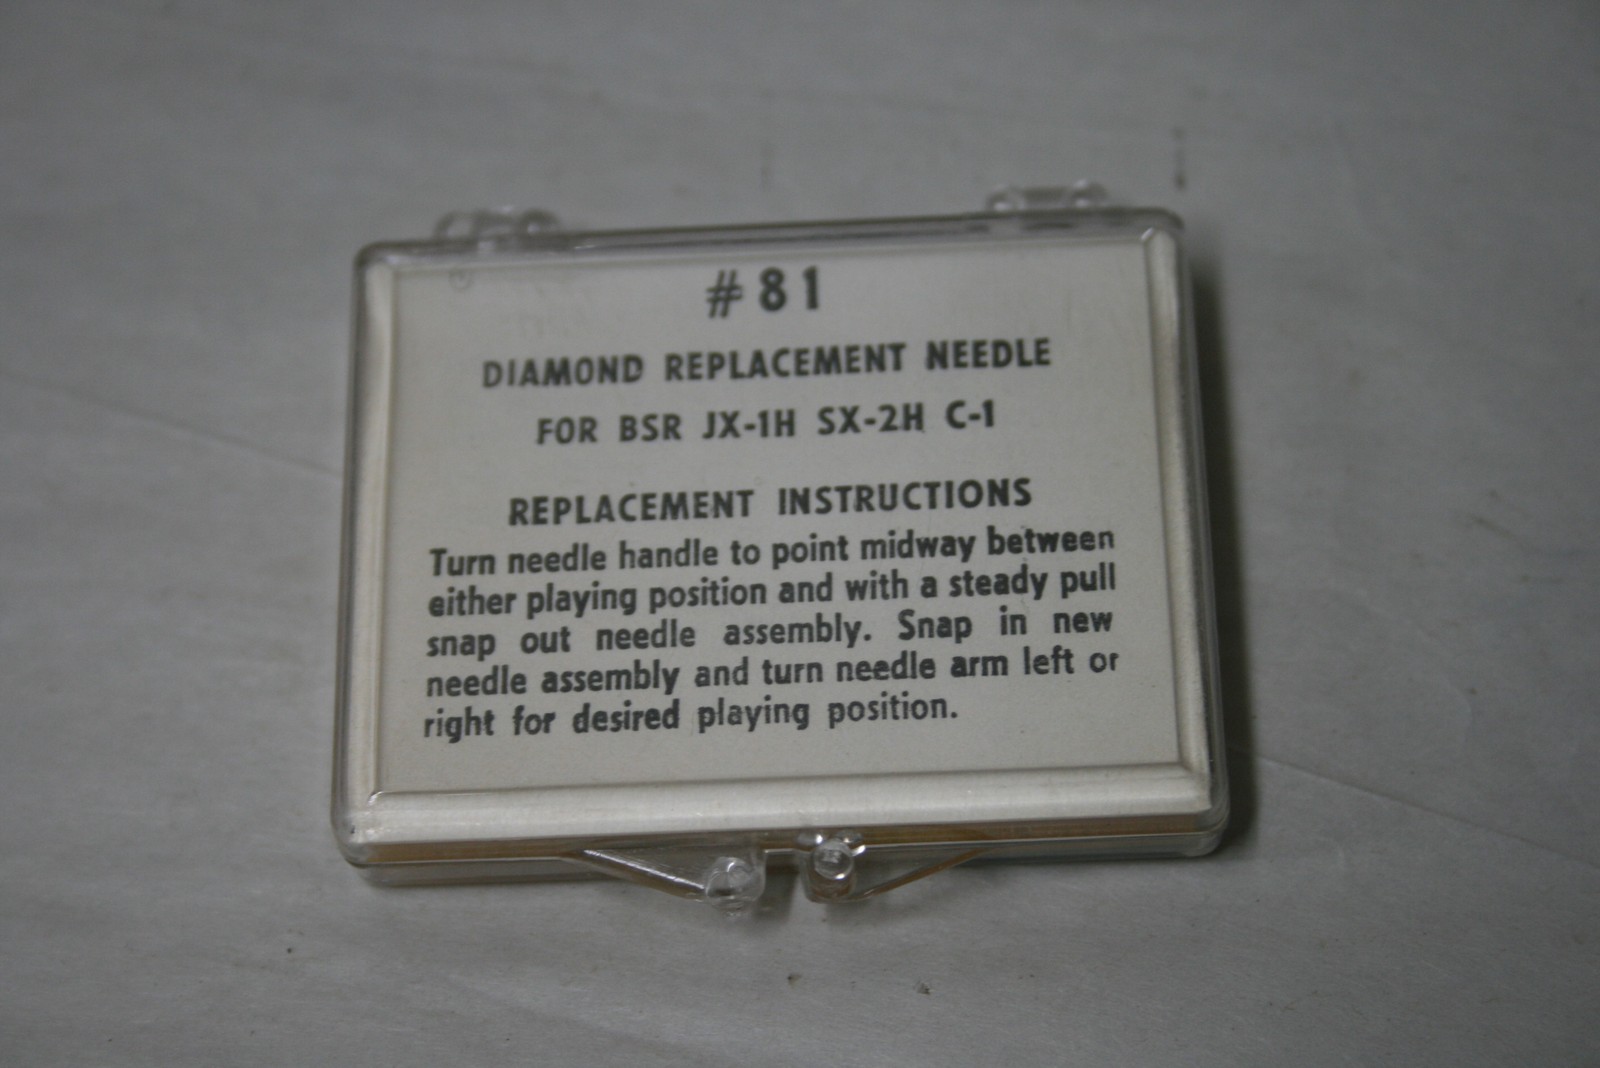 #81
DIAMOND REPLACEMENT NEEDLE
FOR BSR JX-1H SX-2H C-1
REPLACEMENT INSTRUCTIONS
Turn needle handle to point midway between
either playing position and with a steady pull
snap out needle assembly. Snap in new
needle assembly and turn needle arm left or
right for desired playing position.